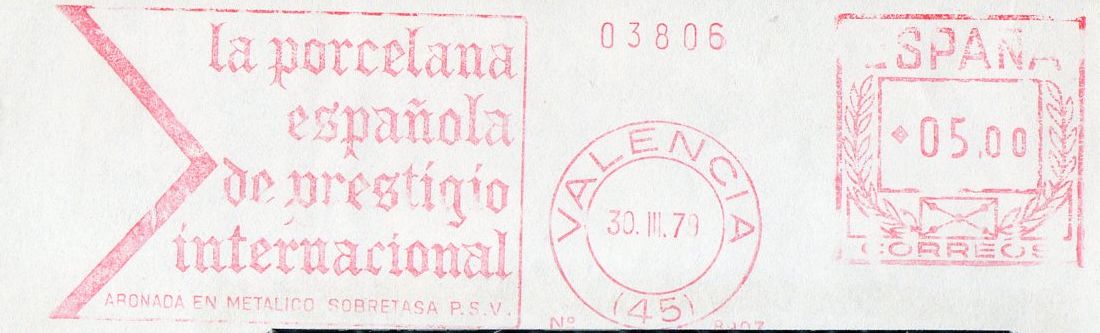 la porcelana
española
de prestigio
internacional
ARONADA EN METALICO SOBRETASA P.S.V.
03806
VALENCIA
30. III. 79
(45)
Nº
ESPAÑA
05,00
CORREOS